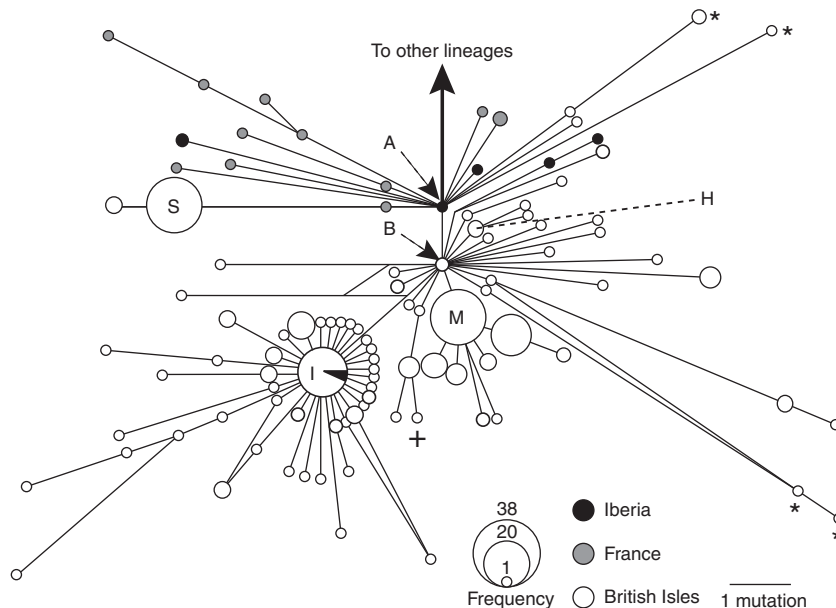 *
*
To other lineages
A
S
B
H
M
I
+
*
*
38
20
1
Frequency
Iberia
France
British Isles
1 mutation